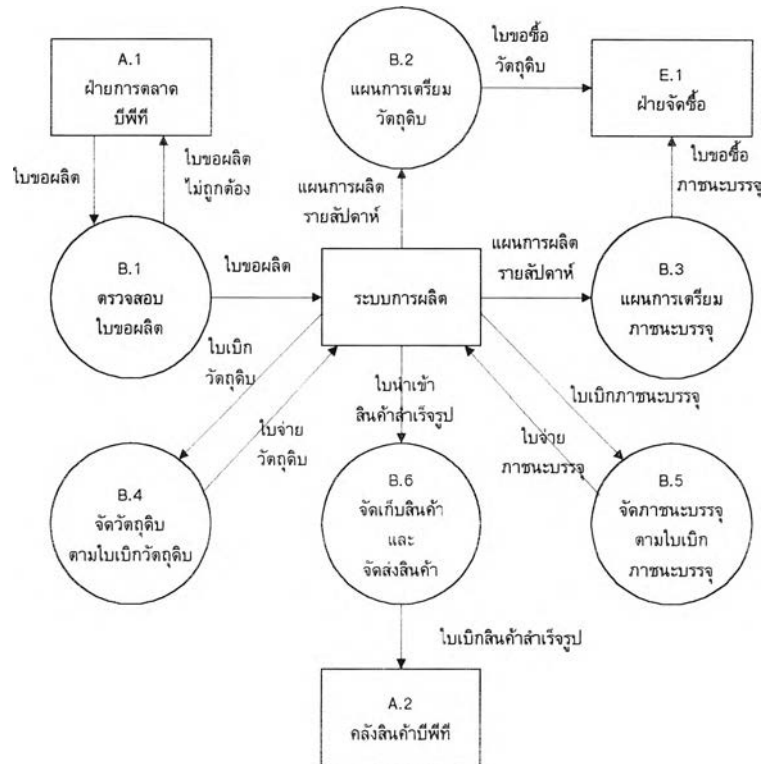 A.1
ฝ่ายการตลาด
บีพีที
B.2
แผนการเตรียม
วัตถุดิบ
ใบขอซื้อ
วัตถุดิบ
E.1
ฝ่ายจัดซื้อ
ใบขอผลิต
ใบขอผลิต
ไม่ถูกต้อง
แผนการผลิต
รายสัปดาห์
ใบขอซื้อ
ภาชนะบรรจุ
B.1
ตรวจสอบ
ใบขอผลิต
ใบขอผลิต
ระบบการผลิต
แผนการผลิต
รายสัปดาห์
B.3
แผนการเตรียม
ภาชนะบรรจุ
ใบเบิก
วัตถุดิบ
ใบจ่าย
วัตถุดิบ
ใบนำเข้า
สินค้าสำเร็จรูป
ใบเบิกภาชนะบรรจุ
ใบจ่าย
ภาชนะบรรจุ
B.4
จัดวัตถุดิบ
ตามใบเบิกวัตถุดิบ
B.6
จัดเก็บสินค้า
และ
จัดส่งสินค้า
B.5
จัดภาชนะบรรจุ
ตามใบเบิก
ภาชนะบรรจุ
ใบเบิกสินค้าสำเร็จรูป
A.2
คลังสินค้าบีพีที